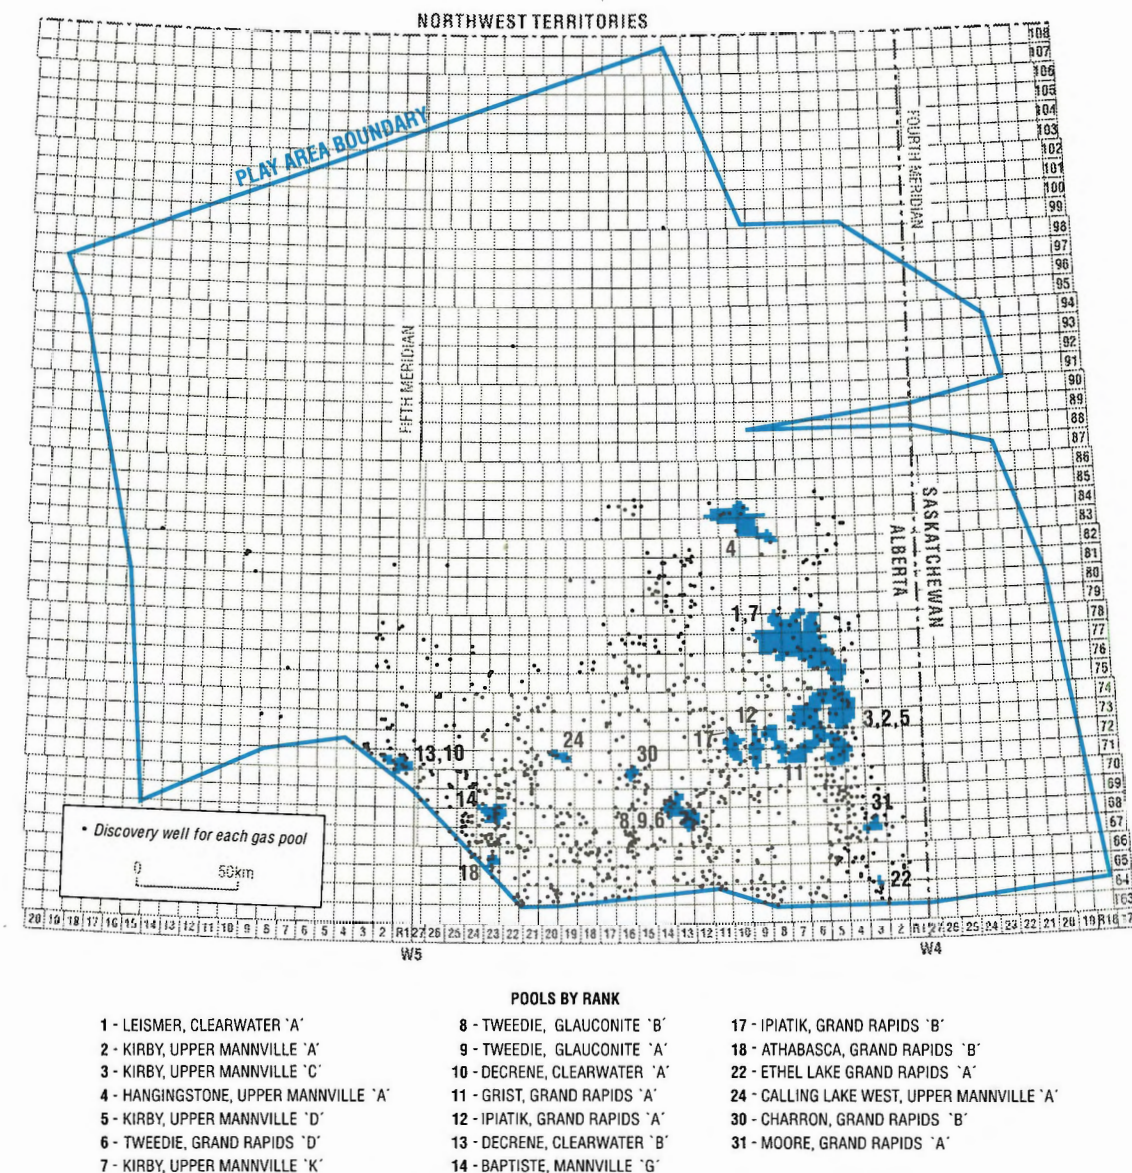 NORTHWEST TERRITORIES
PLAY AREA BOUNDARY
FOURTH MERIDIAN
FIFTH MERIDIAN
108
107
106
105
104
103
102
101
100
99
98
97
96
95
94
93
92
91
90
89
88
87
86
85
84
83
82
81
80
79
78
77
76
75
74
73
72
71
70
69
68
67
66
65
64
63
SASKATCHEWAN
ALBERTA
4
1,7
3,2,5
12
17
11
24
30
13,10
14
8,9,6
31
18
22
• Discovery well for each gas pool
0 50km
20 19 18 17 16 15 14 13 12 11 10 9 8 7 6 5 4 3 2 R1 27 26 25 24 23 22 21 20 19 18 17 16 15 14 13 12 11 10 9 8 7 6 5 4 3 2 R1 27 26 25 24 23 22 21 20 19 R18
W5 W4
POOLS BY RANK
1 - LEISMER, CLEARWATER `A´
2 - KIRBY, UPPER MANNVILLE `A´
3 - KIRBY, UPPER MANNVILLE `C´
4 - HANGINGSTONE, UPPER MANNVILLE `A´
5 - KIRBY, UPPER MANNVILLE `D´
6 - TWEEDIE, GRAND RAPIDS `D´
7 - KIRBY, UPPER MANNVILLE `K´
8 - TWEEDIE, GLAUCONITE `B´
9 - TWEEDIE, GLAUCONITE `A´
10 - DECRENE, CLEARWATER `A´
11 - GRIST, GRAND RAPIDS `A´
12 - IPIATIK, GRAND RAPIDS `A´
13 - DECRENE, CLEARWATER `B´
14 - BAPTISTE, MANNVILLE `G´
17 - IPIATIK, GRAND RAPIDS `B´
18 - ATHABASCA, GRAND RAPIDS `B´
22 - ETHEL LAKE GRAND RAPIDS `A´
24 - CALLING LAKE WEST, UPPER MANNVILLE `A´
30 - CHARRON, GRAND RAPIDS `B´
31 - MOORE, GRAND RAPIDS `A´